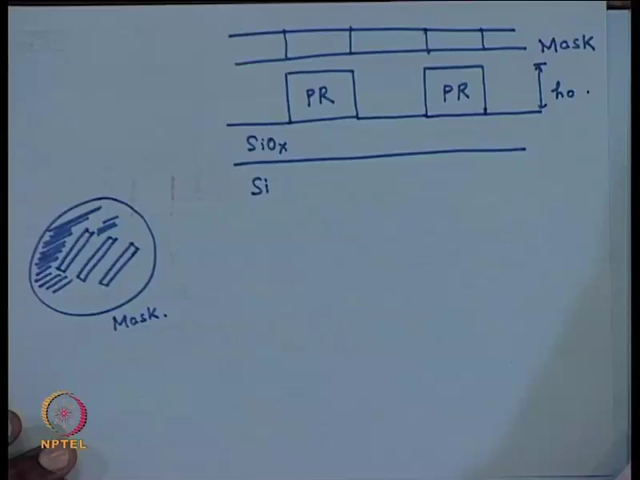 Mask
PR
PR
ho.
SiOx
Si
Mask.
NPTEL